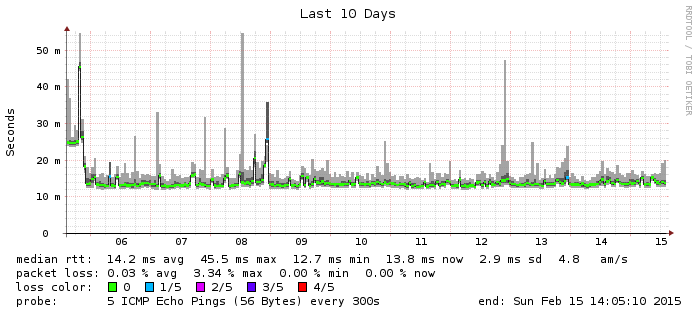 Last 10 Days
RRDTOOL / TOBI OETIKER
Seconds
50 m
40 m
30 m
20 m
10 m
0
06 07 08 09 10 11 12 13 14 15
median rtt: 14.2 ms avg 45.5 ms max 12.7 ms min 13.8 ms now 2.9 ms sd 4.8 am/s
packet loss: 0.03 % avg 3.34 % max 0.00 % min 0.00 % now
loss color: 0 1/5 2/5 3/5 4/5
probe: 5 ICMP Echo Pings (56 Bytes) every 300s end: Sun Feb 15 14:05:10 2015